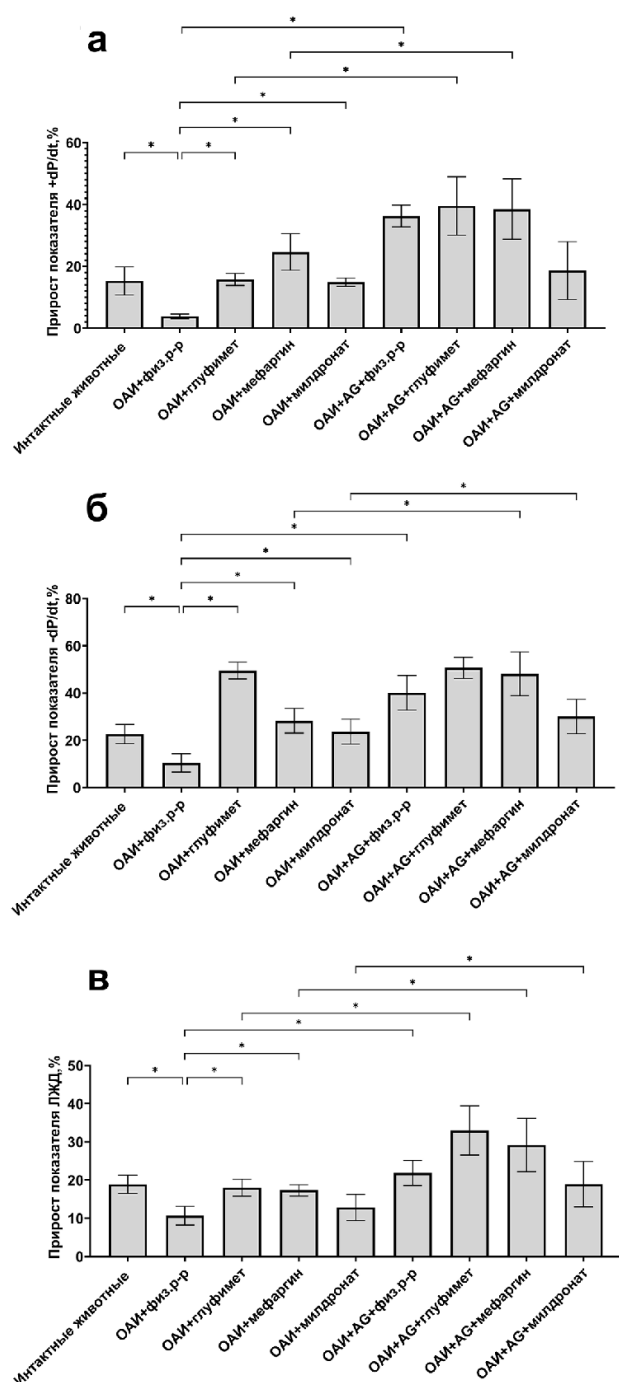 а
*
*
*
*
*
* *
Прирост показателя +dP/dt,%
60
40
20
0
Интактные животные
ОАИ+физ.р-р
ОАИ+глуфимет
ОАИ+мефаргин
ОАИ+милдронат
ОАИ+AG+физ.р-р
ОАИ+AG+глуфимет
ОАИ+AG+мефаргин
ОАИ+AG+милдронат
б
*
*
*
*
*
* *
Прирост показателя -dP/dt,%
80
60
40
20
0
Интактные животные
ОАИ+физ.р-р
ОАИ+глуфимет
ОАИ+мефаргин
ОАИ+милдронат
ОАИ+AG+физ.р-р
ОАИ+AG+глуфимет
ОАИ+AG+мефаргин
ОАИ+AG+милдронат
в
*
*
*
*
*
* *
Прирост показателя ЛЖД,%
50
40
30
20
10
0
Интактные животные
ОАИ+физ.р-р
ОАИ+глуфимет
ОАИ+мефаргин
ОАИ+милдронат
ОАИ+AG+физ.р-р
ОАИ+AG+глуфимет
ОАИ+AG+мефаргин
ОАИ+AG+милдронат